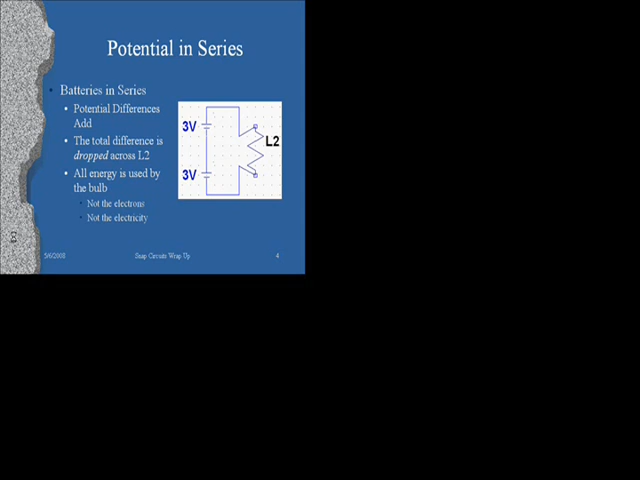 Potential in Series
• Batteries in Series
• Potential Differences
Add
• The total difference is
dropped across L2
• All energy is used by
the bulb
• Not the electrons
• Not the electricity
3V
L2
3V
5/6/2008
Snap Circuits Wrap Up
4